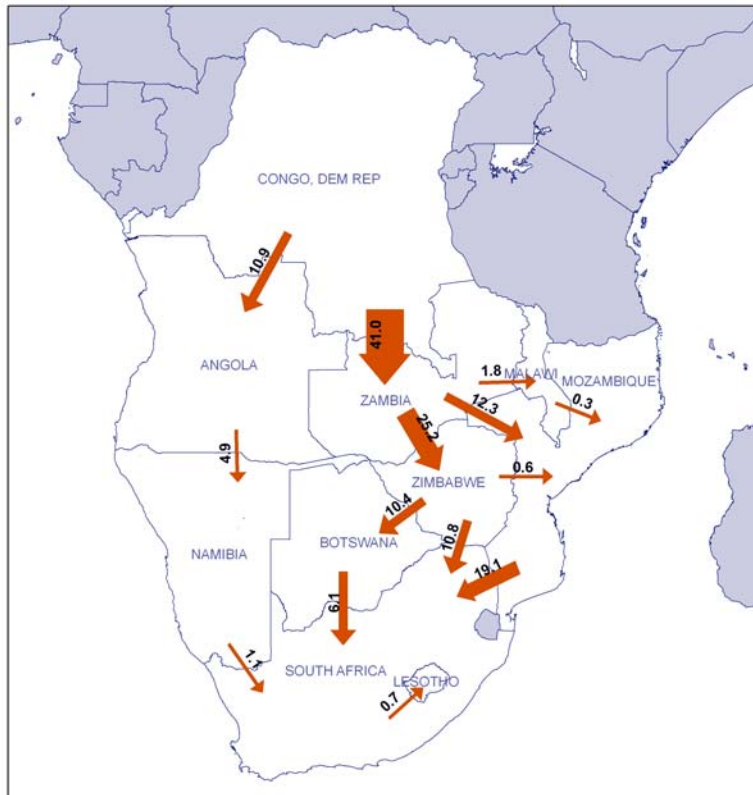 CONGO, DEM REP
10.9
41.0
ANGOLA
1.8
MALAWI
MOZAMBIQUE
ZAMBIA
12.3
0.3
25.2
4.9
0.6
ZIMBABWE
10.4
NAMIBIA
BOTSWANA
10.8
19.1
6.1
1.1
SOUTH AFRICA
LESOTHO
0.7